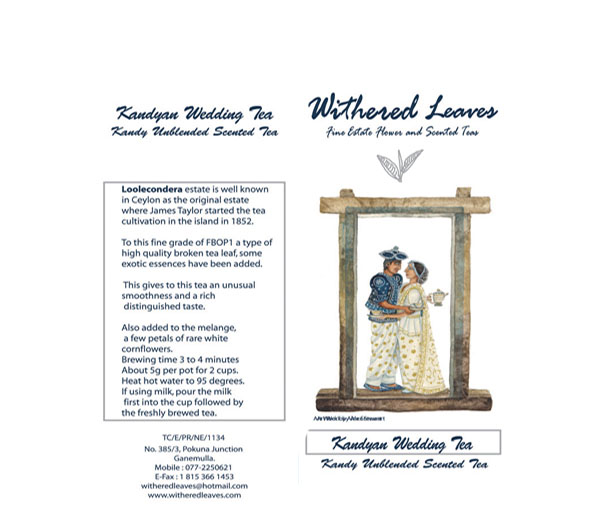 Kandyan Wedding Tea
Kandy Unblended Scented Tea
Loolecondera estate is well known
in Ceylon as the original estate
where James Taylor started the tea
cultivation in the island in 1852.
To this fine grade of FBOP1 a type of
high quality broken tea leaf, some
exotic essences have been added.
This gives to this tea an unusual
smoothness and a rich
distinguished taste.
Also added to the melange,
a few petals of rare white
cornflowers.
Brewing time 3 to 4 minutes
About 5g per pot for 2 cups.
Heat hot water to 95 degrees.
If using milk, pour the milk
first into the cup followed by
the freshly brewed tea.
TC/E/PR/NE/1134
No. 385/3, Pokuna Junction
Ganemulla.
Mobile : 077-2250621
E-Fax : 1 815 366 1453
witheredleaves@hotmail.com
www.witheredleaves.com
Withered Leaves
Fine Estate Flower and Scented Teas
Kandyan Wedding Tea
Kandy Unblended Scented Tea